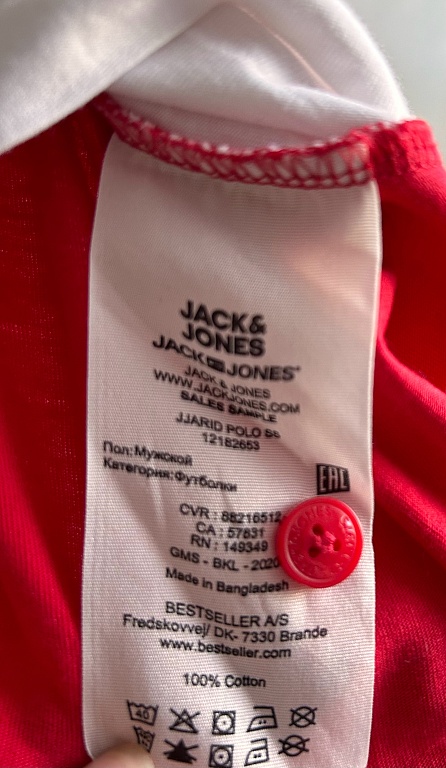 JACK&
JONES
JACK JONES®
JACK & JONES
WWW.JACKJONES.COM
SALES SAMPLE
JJARID POLO SS
12182653
Пол: Мужской
Категория: Футболки
EAC
CVR : 88216512
CA : 57831
RN : 149349
GMS - BKL - 2020
Made in Bangladesh
BESTSELLER A/S
Fredskovvej/ DK- 7330 Brande
www.bestseller.com
100% Cotton
40